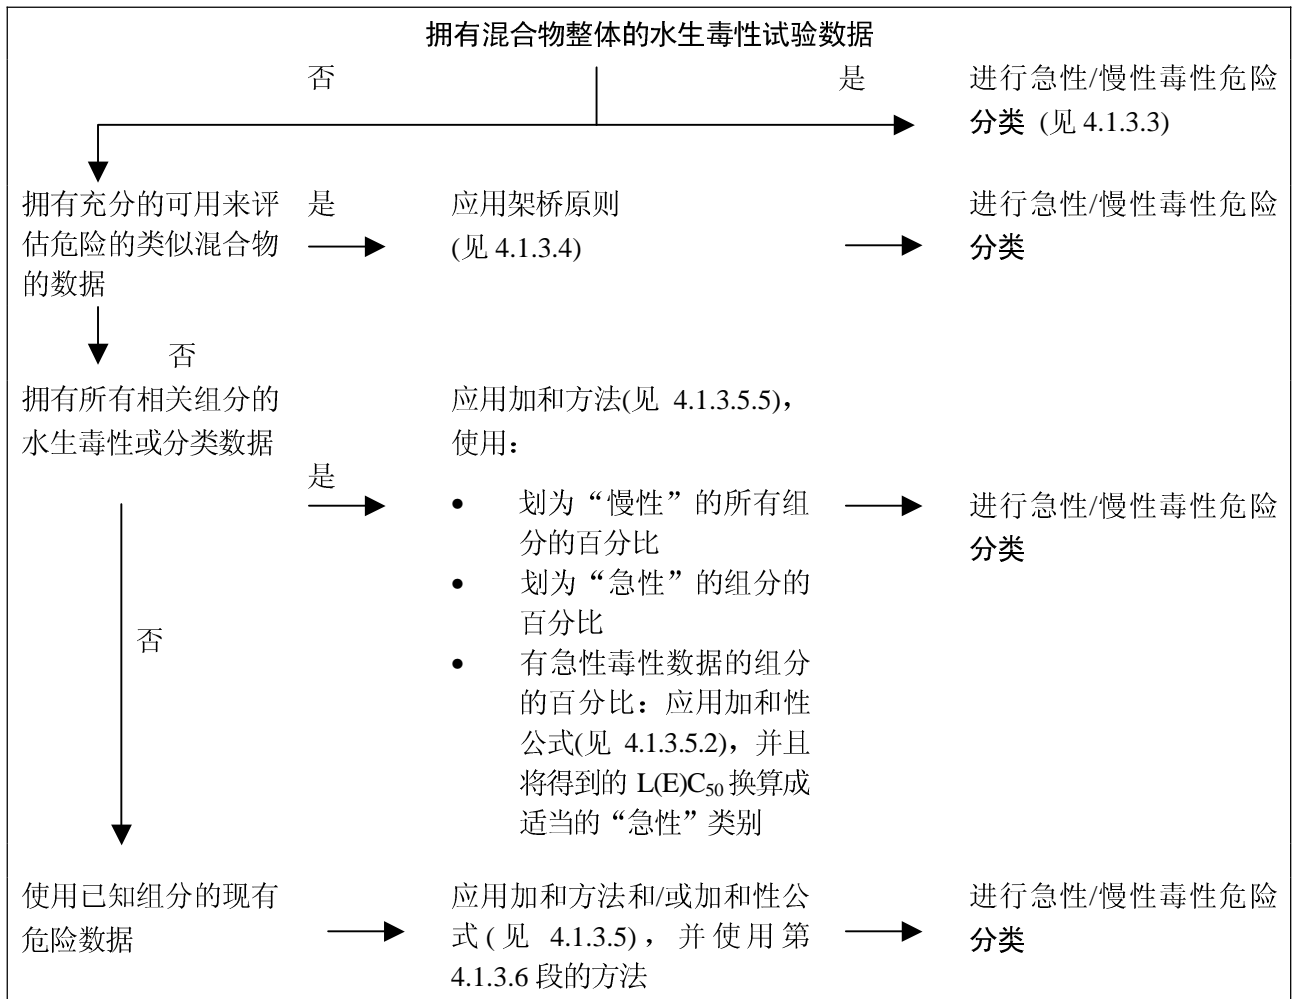 拥有混合物整体的水生毒性试验数据
否
是
进行急性/慢性毒性危险
分类 (见 4.1.3.3)
拥有充分的可用来评
估危险的类似混合物
的数据
是
应用架桥原则
(见 4.1.3.4)
进行急性/慢性毒性危险
分类
否
拥有所有相关组分的
水生毒性或分类数据
是
应用加和方法(见 4.1.3.5.5)，
使用：
• 划为“慢性”的所有组
分的百分比
• 划为“急性”的组分的
百分比
• 有急性毒性数据的组分
的百分比：应用加和性
公式(见 4.1.3.5.2)，并且
将得到的 L(E)C₅₀ 换算成
适当的“急性”类别
进行急性/慢性毒性危险
分类
否
使用已知组分的现有
危险数据
应用加和方法和/或加和性公
式(见 4.1.3.5)，并使用第
4.1.3.6 段的方法
进行急性/慢性毒性危险
分类